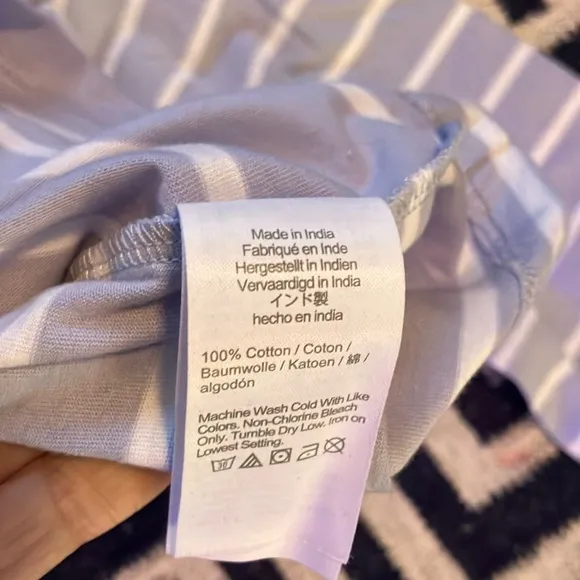 Made in India
Fabriqué en Inde
Hergestellt in Indien
Vervaardigd in India
インド製
hecho en india
100% Cotton / Coton /
Baumwolle / Katoen / 綿 /
algodón
Machine Wash Cold With Like
Colors. Non-Chlorine Bleach
Only. Tumble Dry Low. Iron on
Lowest Setting.